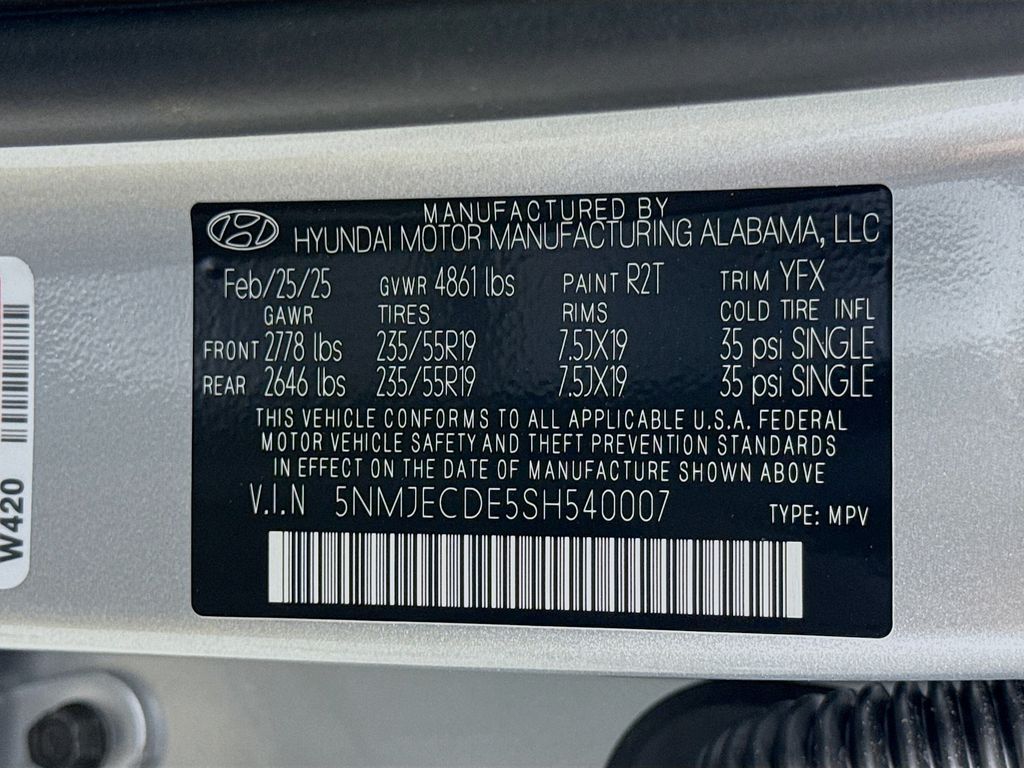 MANUFACTURED BY
HYUNDAI MOTOR MANUFACTURING ALABAMA, LLC
Feb/25/25 GVWR 4861 lbs PAINT R2T TRIM YFX
GAWR TIRES RIMS COLD TIRE INFL
FRONT 2778 lbs 235/55R19 7.5JX19 35 psi SINGLE
REAR 2646 lbs 235/55R19 7.5JX19 35 psi SINGLE
THIS VEHICLE CONFORMS TO ALL APPLICABLE U.S.A. FEDERAL
MOTOR VEHICLE SAFETY AND THEFT PREVENTION STANDARDS
IN EFFECT ON THE DATE OF MANUFACTURE SHOWN ABOVE
V.I.N 5NMJECDE5SH540007 TYPE: MPV
W420